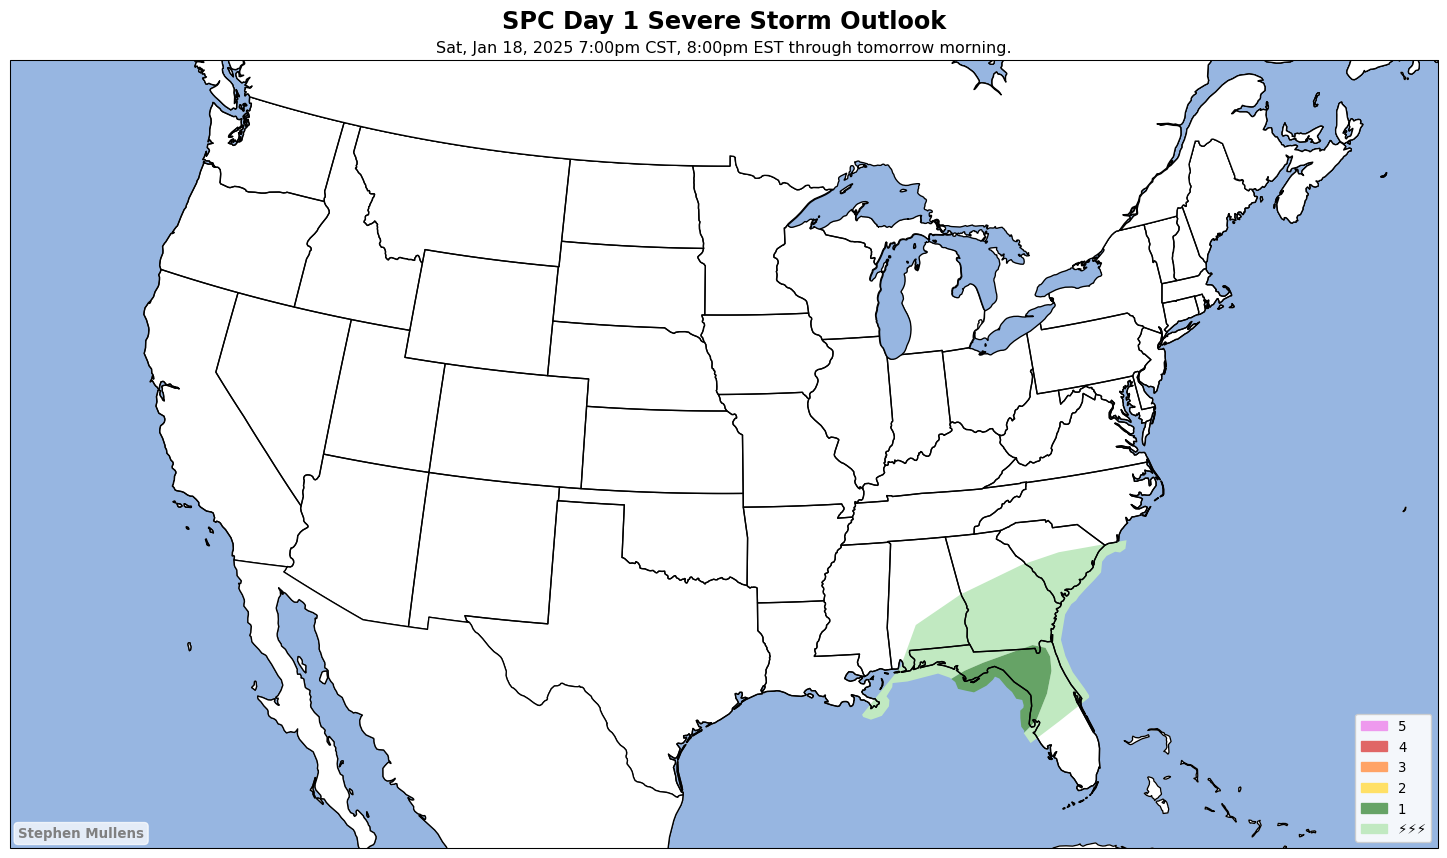 SPC Day 1 Severe Storm Outlook
Sat, Jan 18, 2025 7:00pm CST, 8:00pm EST through tomorrow morning.
5
4
3
2
1
⚡⚡⚡
Stephen Mullens